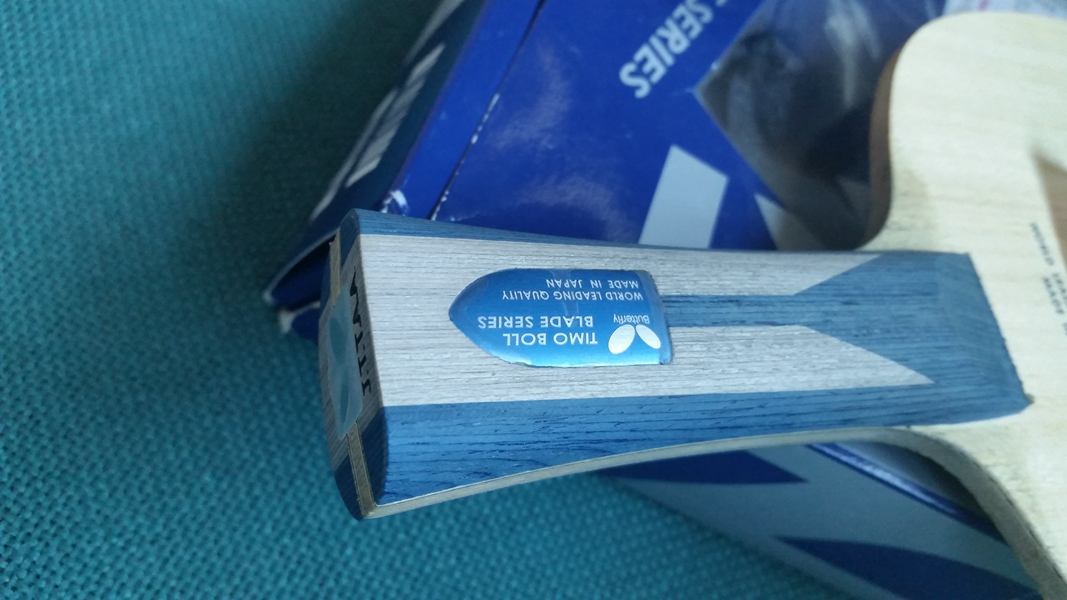 SERIES
Butterfly
TIMO BOLL
BLADE SERIES
WORLD LEADING QUALITY
MADE IN JAPAN
I.T.T.F.A.A